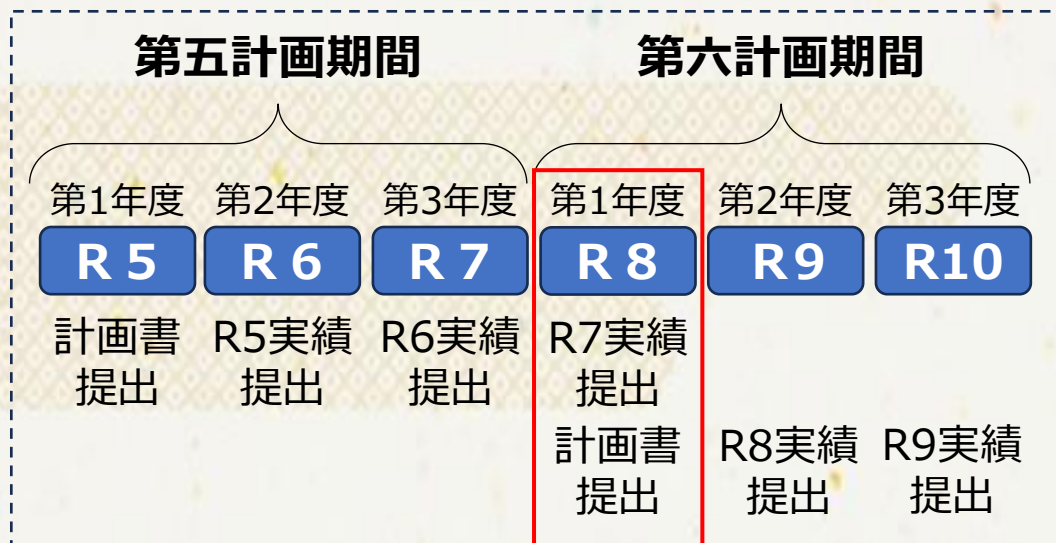 第五計画期間 第六計画期間
第1年度 第2年度 第3年度 第1年度 第2年度 第3年度
R 5 R 6 R 7 R 8 R 9 R10
計画書 R5実績 R6実績 R7実績
提出 提出 提出 提出
計画書 R8実績 R9実績
提出 提出 提出